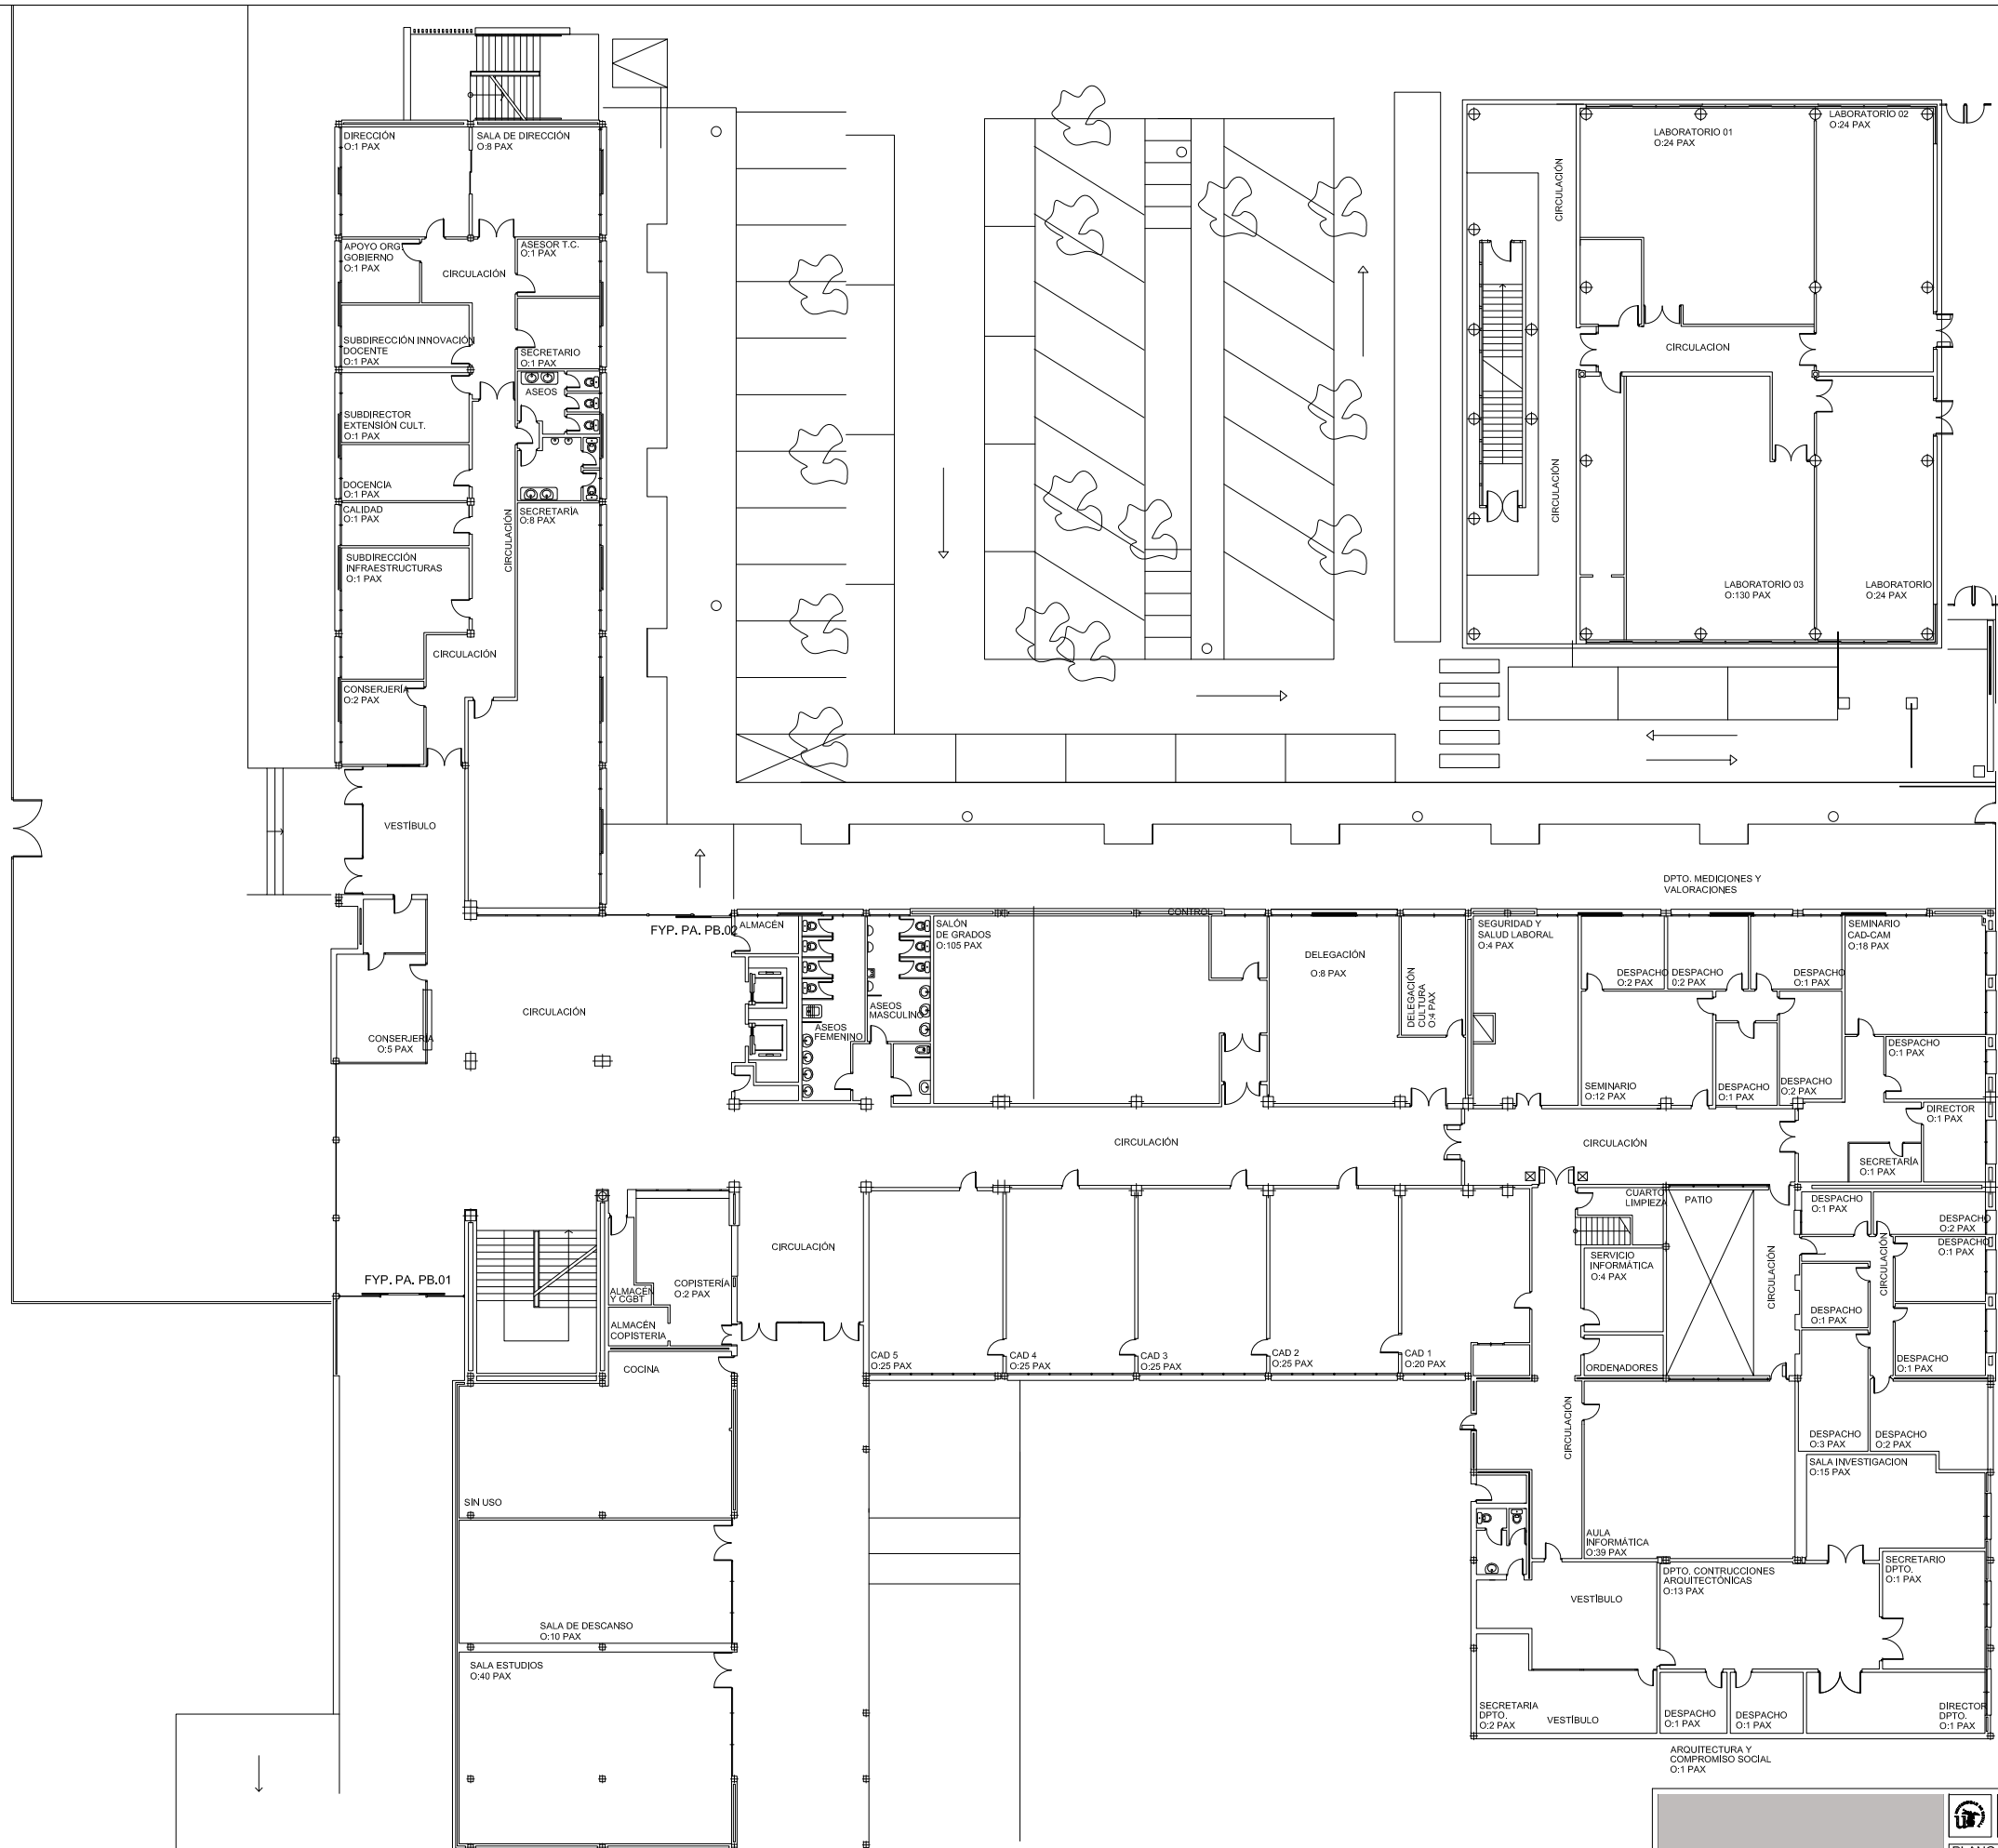 DIRECCIÓN
O:1 PAX
SALA DE DIRECCIÓN
O:8 PAX
LABORATORIO 01
O:24 PAX
LABORATORIO 02
O:24 PAX
CIRCULACIÓN
APOYO ORG
GOBIERNO
O:1 PAX
CIRCULACIÓN
ASESOR T.C.
O:1 PAX
SUBDIRECCIÓN INNOVACIÓN
DOCENTE
O:1 PAX
SECRETARIO
O:1 PAX
CIRCULACION
ASEOS
SUBDIRECTOR
EXTENSIÓN CULT.
O:1 PAX
DOCENCIA
O:1 PAX
CALIDAD
O:1 PAX
CIRCULACIÓN
SECRETARÍA
O:8 PAX
CIRCULACIÓN
SUBDIRECCIÓN
INFRAESTRUCTURAS
O:1 PAX
LABORATORIO 03
O:130 PAX
LABORATORIO
O:24 PAX
CIRCULACIÓN
CONSERJERÍA
O:2 PAX
VESTÍBULO
DPTO. MEDICIONES Y
VALORACIONES
FYP. PA. PB.02
ALMACÉN
SALÓN
DE GRADOS
O:105 PAX
CONTROL
DELEGACIÓN
O:8 PAX
DELEGACIÓN
CULTURA
O:4 PAX
SEGURIDAD Y
SALUD LABORAL
O:4 PAX
DESPACHO
O:2 PAX
DESPACHO
O:2 PAX
DESPACHO
O:1 PAX
SEMINARIO
CAD-CAM
O:18 PAX
CIRCULACIÓN
CONSERJERÍA
O:5 PAX
ASEOS
FEMENINO
ASEOS
MASCULINO
SEMINARIO
O:12 PAX
DESPACHO
O:1 PAX
DESPACHO
O:2 PAX
DESPACHO
O:1 PAX
DIRECTOR
O:1 PAX
CIRCULACIÓN
CIRCULACIÓN
SECRETARÍA
O:1 PAX
CUARTO
LIMPIEZA
PATIO
DESPACHO
O:1 PAX
DESPACHO
O:2 PAX
DESPACHO
O:1 PAX
CIRCULACIÓN
CIRCULACIÓN
CIRCULACIÓN
SERVICIO
INFORMÁTICA
O:4 PAX
FYP. PA. PB.01
ALMACÉN
Y CGBT
COPISTERÍA
O:2 PAX
ALMACÉN
COPISTERIA
DESPACHO
O:1 PAX
COCINA
CAD 5
O:25 PAX
CAD 4
O:25 PAX
CAD 3
O:25 PAX
CAD 2
O:25 PAX
CAD 1
O:20 PAX
ORDENADORES
DESPACHO
O:1 PAX
CIRCULACIÓN
DESPACHO
O:3 PAX
DESPACHO
O:2 PAX
SALA INVESTIGACION
O:15 PAX
SIN USO
AULA
INFORMÁTICA
O:39 PAX
SALA DE DESCANSO
O:10 PAX
VESTÍBULO
DPTO. CONTRUCCIONES
ARQUITECTÓNICAS
O:13 PAX
SECRETARIO
DPTO.
O:1 PAX
SALA ESTUDIOS
O:40 PAX
SECRETARIA
DPTO.
O:2 PAX
VESTÍBULO
DESPACHO
O:1 PAX
DESPACHO
O:1 PAX
DIRECTOR
DPTO.
O:1 PAX
ARQUITECTURA Y
COMPROMISO SOCIAL
O:1 PAX